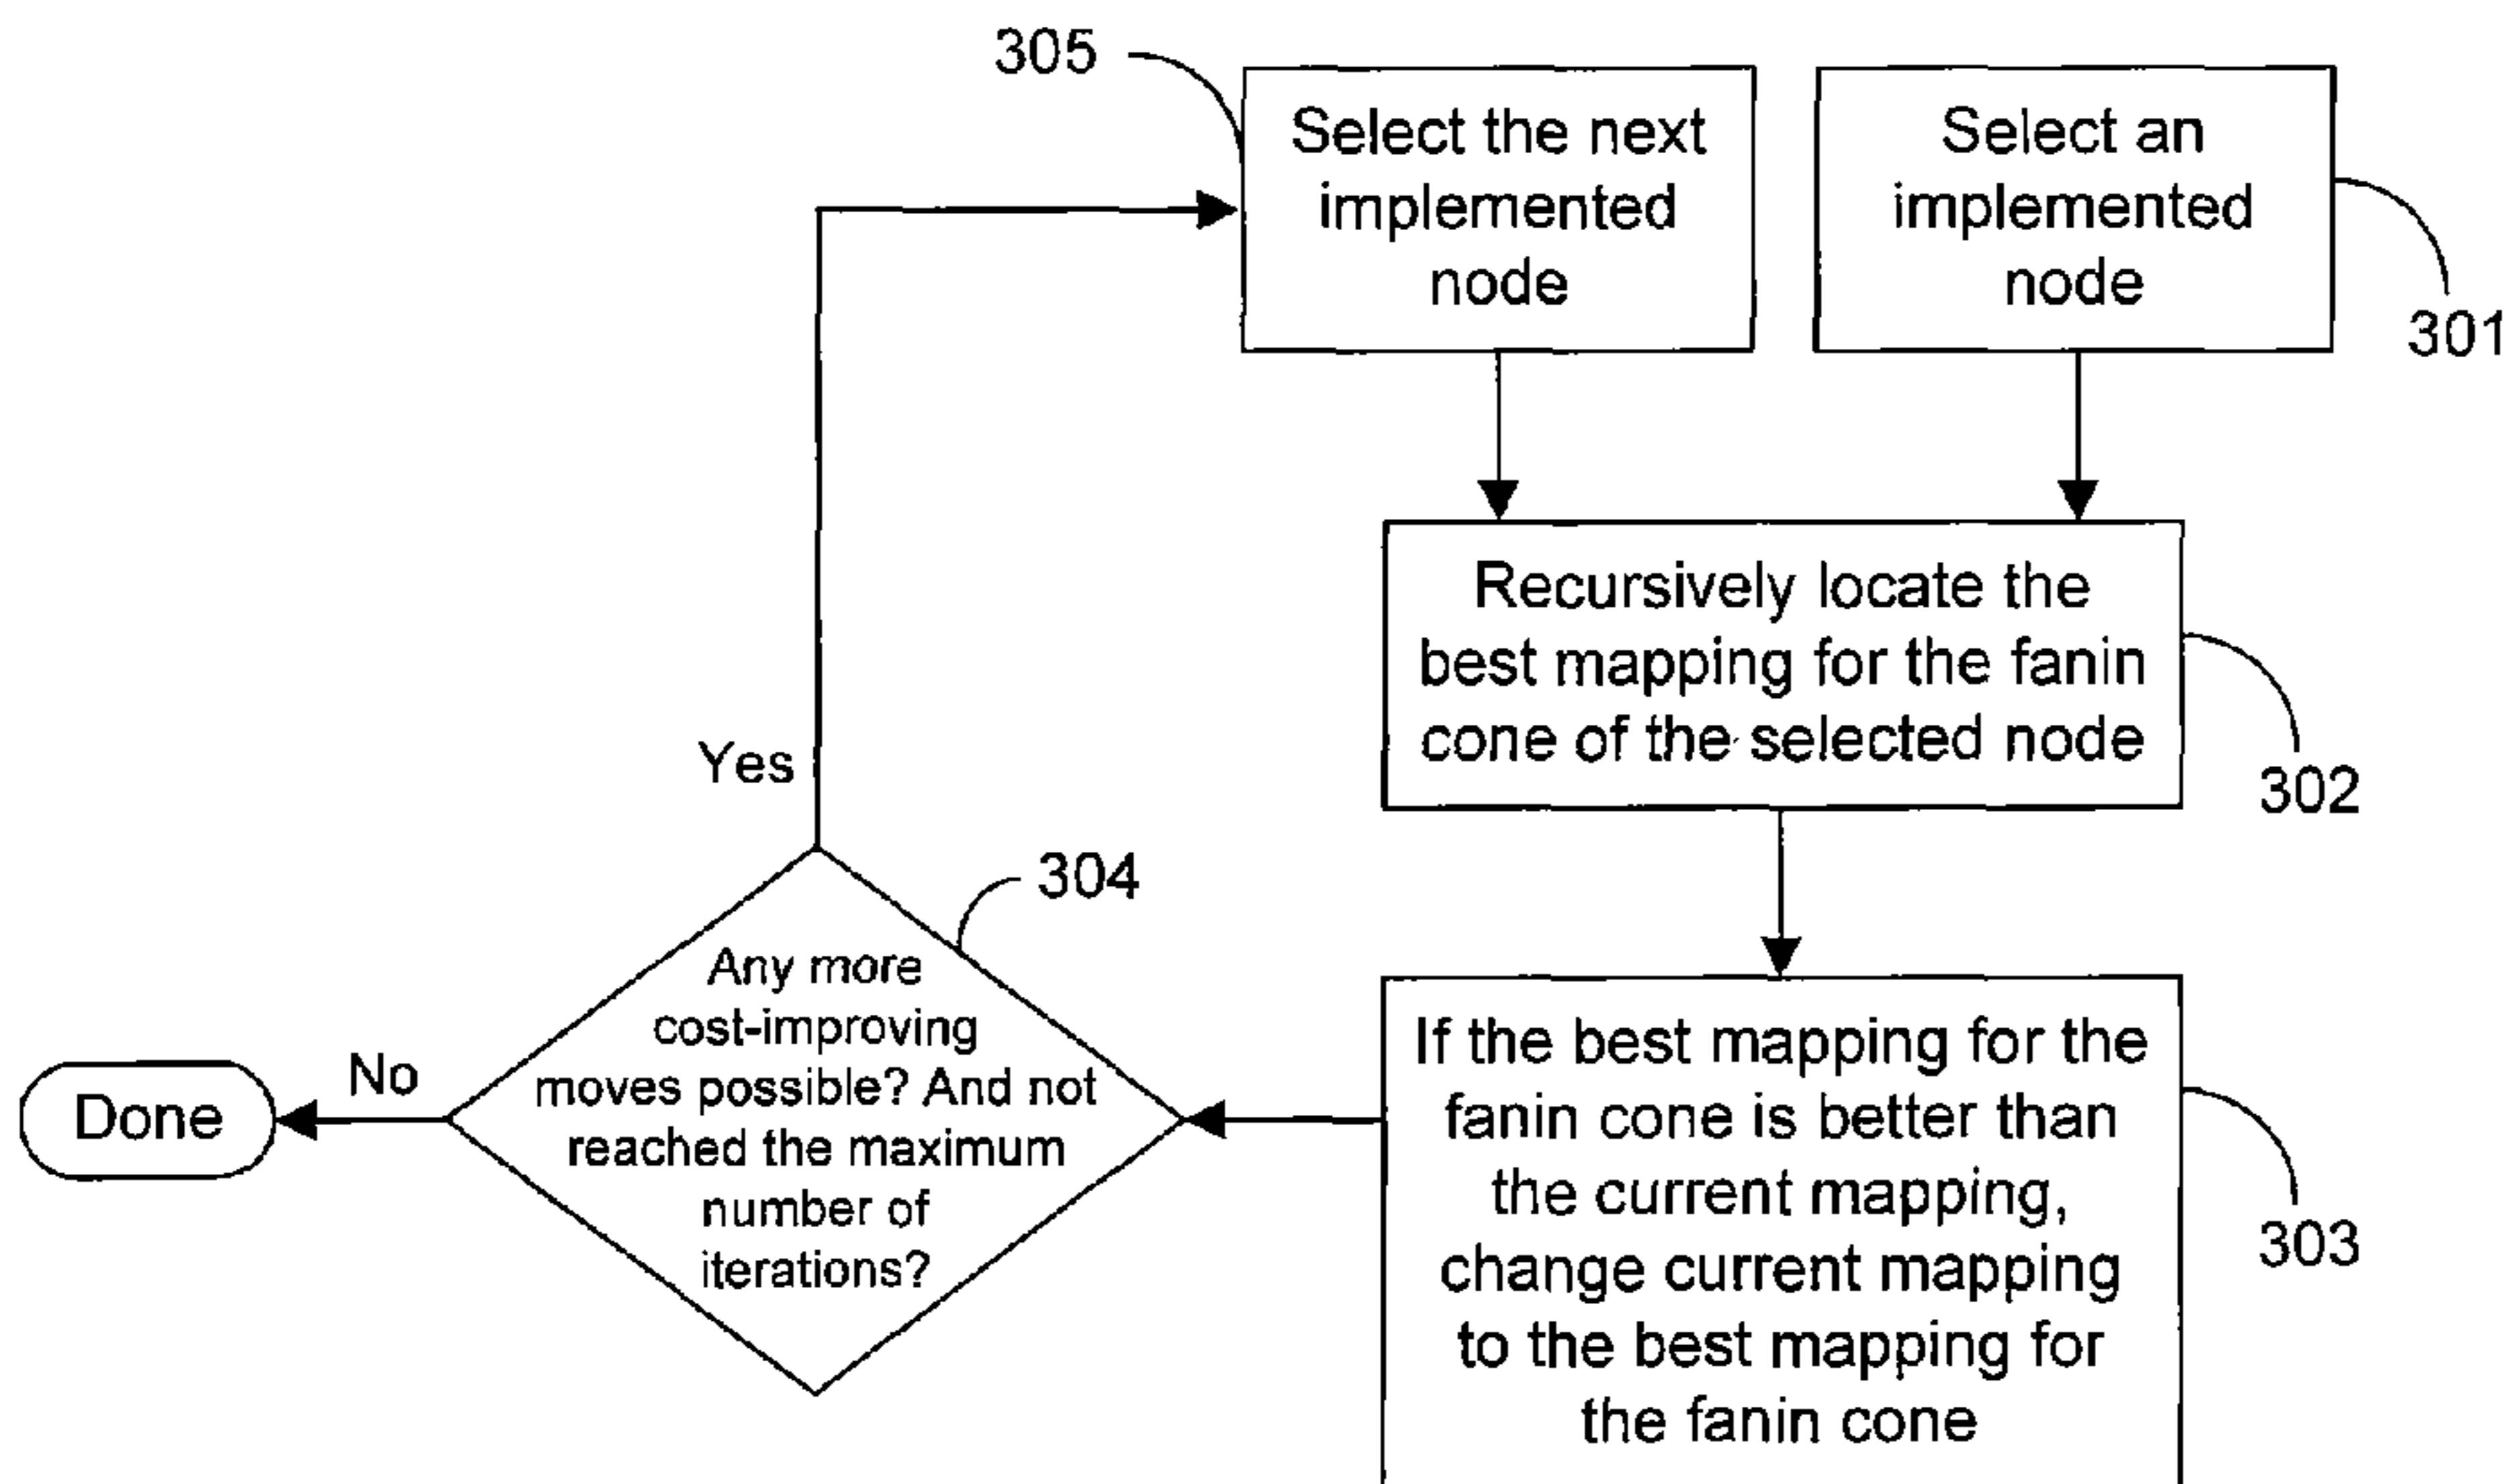 305
Select the next
implemented
node
Select an
implemented
node
301
Recursively locate the
best mapping for the fanin
cone of the selected node
302
Yes
304
Any more
cost-improving
moves possible? And not
reached the maximum
number of
iterations?
No
Done
If the best mapping for the
fanin cone is better than
the current mapping,
change current mapping
to the best mapping for
the fanin cone
303